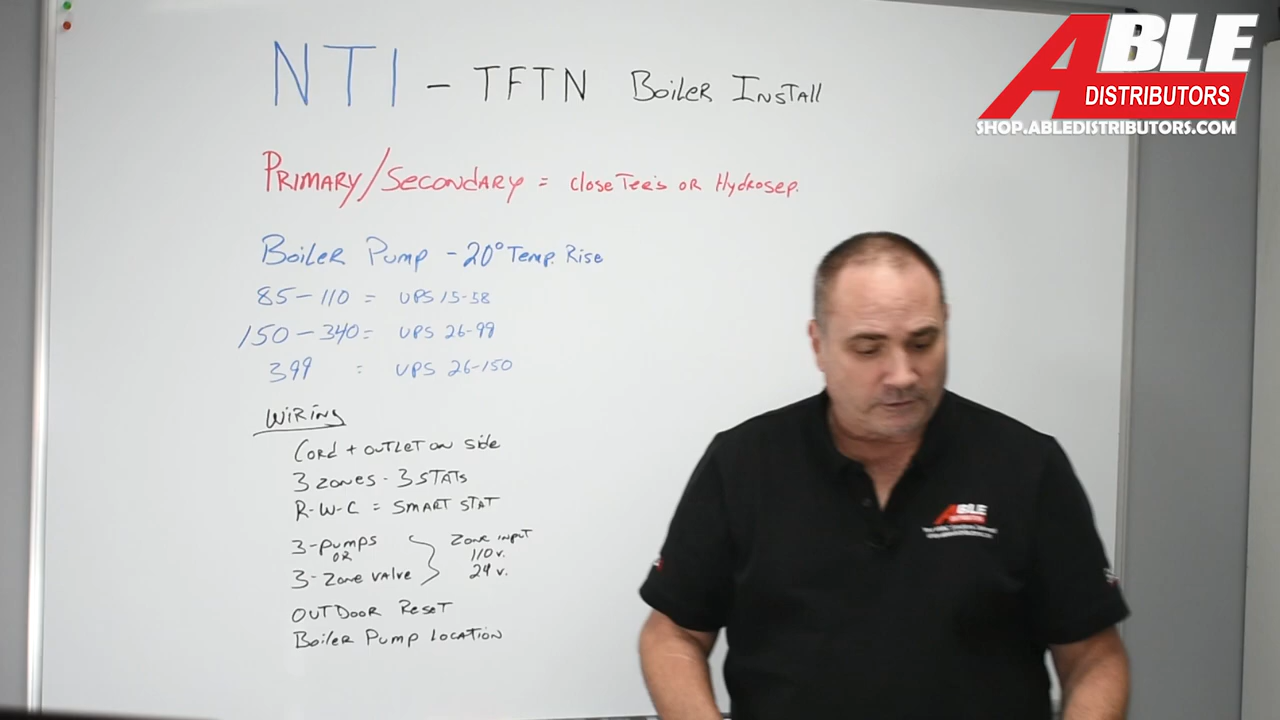 NTI - TFTN Boiler Install
ABLE
DISTRIBUTORS
SHOP.ABLEDISTRIBUTORS.COM
Primary/Secondary = close Tee's or Hydrosep.
Boiler Pump - 20° Temp. Rise
85-110 = UPS 15-58
150-340 = UPS 26-99
399 : UPS 26-150
Wiring
Cord + outlet on side
3 zones - 3 stats
R-W-C = Smart Stat
3-pumps
or
3-zone valve
zone input
110 v.
24 v.
Outdoor Reset
Boiler Pump Location
ABLE